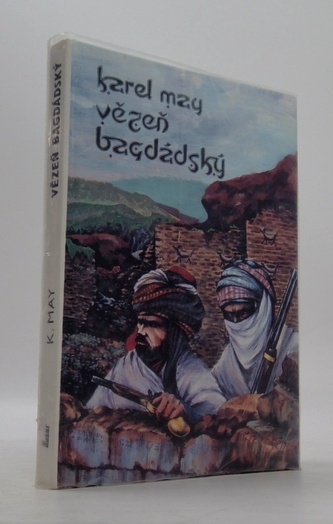 karel may
vězeň
bagdádský
K. MAY
VĚZEŇ BAGDÁDSKÝ